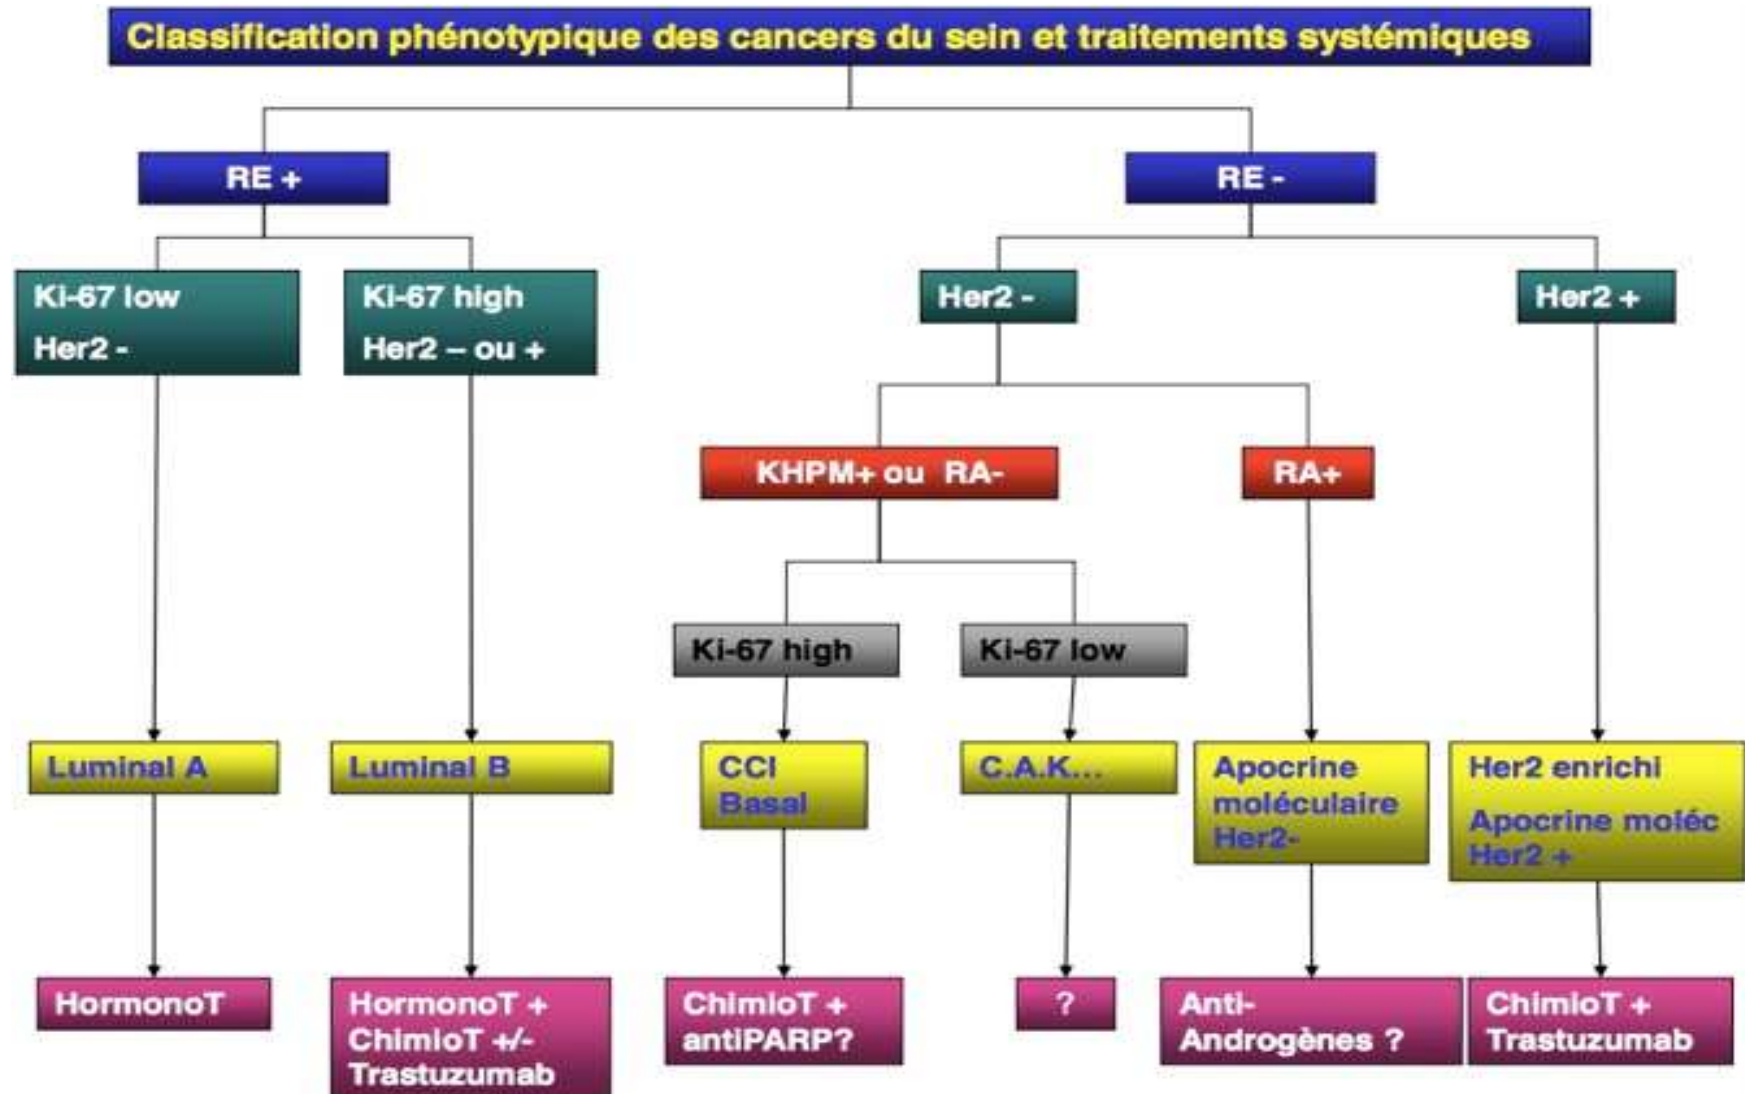 Classification phénotypique des cancers du sein et traitements systémiques
RE +
RE -
Ki-67 low
Her2 -
Ki-67 high
Her2 – ou +
Her2 -
Her2 +
KHPM+ ou RA-
RA+
Ki-67 high
Ki-67 low
Luminal A
Luminal B
CCI
Basal
C.A.K...
Apocrine
moléculaire
Her2-
Her2 enrichi
Apocrine moléc
Her2 +
HormonoT
HormonoT +
ChimioT +/-
Trastuzumab
ChimioT +
antiPARP?
?
Anti-
Androgènes ?
ChimioT +
Trastuzumab